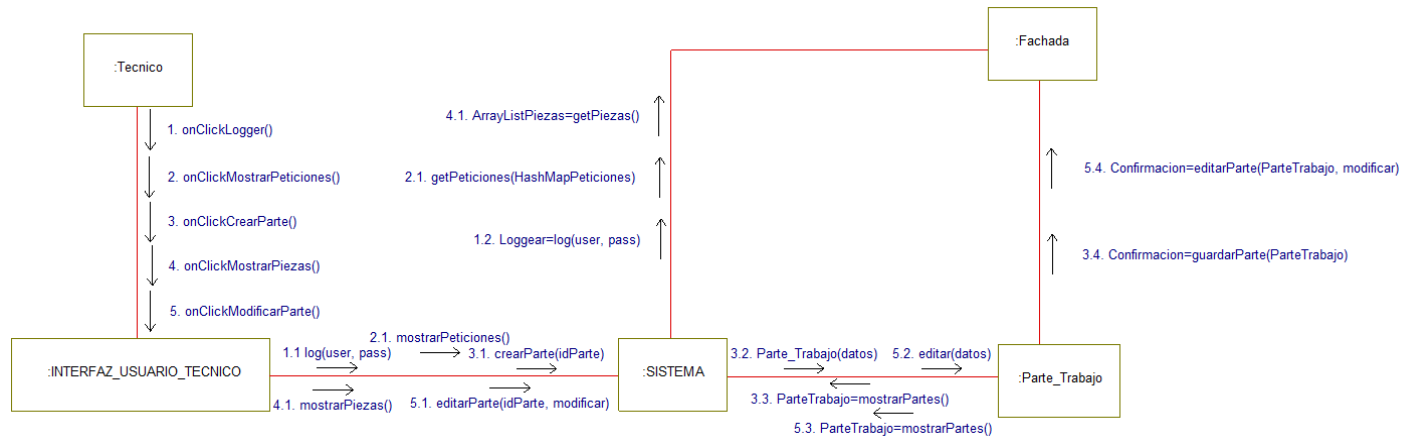 :Fachada
:Tecnico
4.1. ArrayListPiezas=getPiezas()
1. onClickLogger()
2. onClickMostrarPeticiones()
2.1. getPeticiones(HashMapPeticiones)
5.4. Confirmacion=editarParte(ParteTrabajo, modificar)
3. onClickCrearParte()
1.2. Loggear=log(user, pass)
3.4. Confirmacion=guardarParte(ParteTrabajo)
4. onClickMostrarPiezas()
5. onClickModificarParte()
2.1. mostrarPeticiones()
1.1 log(user, pass)
3.1. crearParte(idParte)
3.2. Parte_Trabajo(datos)
5.2. editar(datos)
:INTERFAZ_USUARIO_TECNICO
:SISTEMA
:Parte_Trabajo
4.1. mostrarPiezas()
5.1. editarParte(idParte, modificar)
3.3. ParteTrabajo=mostrarPartes()
5.3. ParteTrabajo=mostrarPartes()